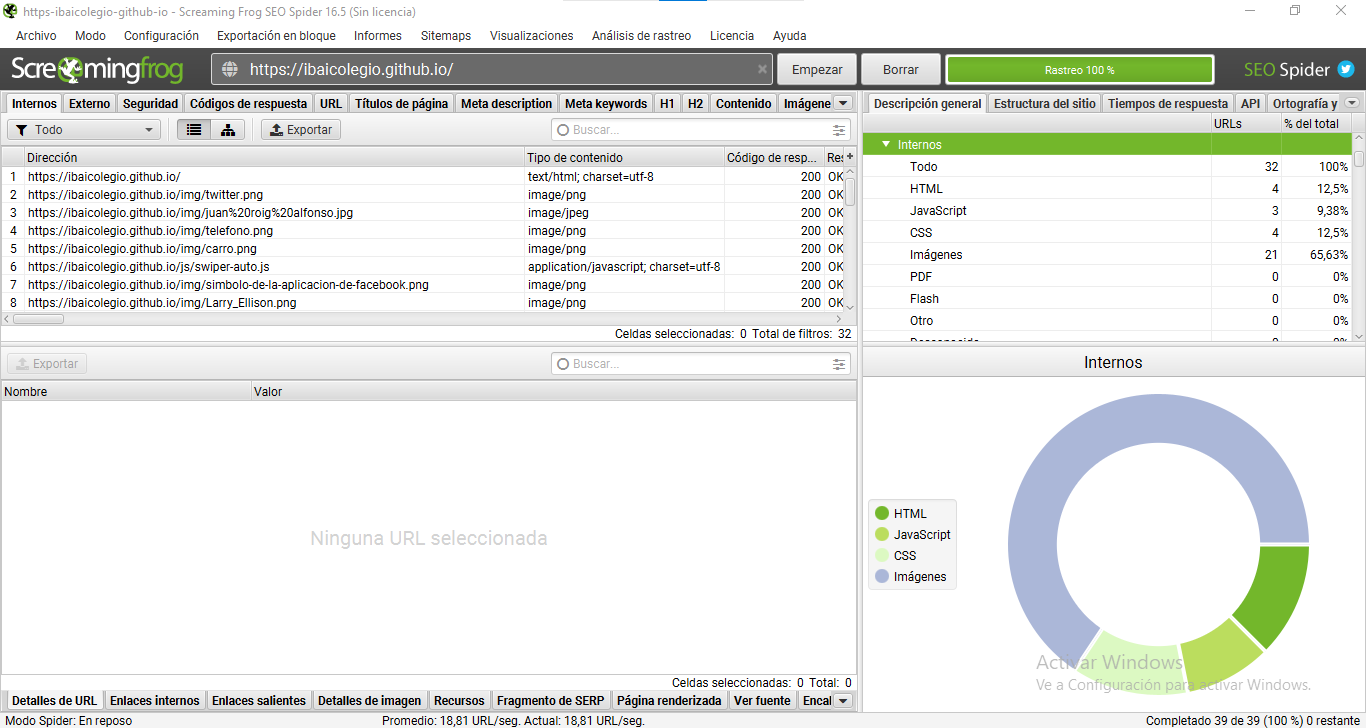 https-ibaicolegio-github-io - Screaming Frog SEO Spider 16.5 (Sin licencia)
Archivo Modo Configuración Exportación en bloque Informes Sitemaps Visualizaciones Análisis de rastreo Licencia Ayuda
Screamingfrog https://ibaicolegio.github.io/ Empezar Borrar Rastreo 100 % SEO Spider
Internos Externo Seguridad Códigos de respuesta URL Títulos de página Meta description Meta keywords H1 H2 Contenido Imágene
Todo Exportar Buscar...
Dirección Tipo de contenido Código de resp... Res
1 https://ibaicolegio.github.io/ text/html; charset=utf-8 200 OK
2 https://ibaicolegio.github.io/img/twitter.png image/png 200 OK
3 https://ibaicolegio.github.io/img/juan%20roig%20alfonso.jpg image/jpeg 200 OK
4 https://ibaicolegio.github.io/img/telefono.png image/png 200 OK
5 https://ibaicolegio.github.io/img/carro.png image/png 200 OK
6 https://ibaicolegio.github.io/js/swiper-auto.js application/javascript; charset=utf-8 200 OK
7 https://ibaicolegio.github.io/img/simbolo-de-la-aplicacion-de-facebook.png image/png 200 OK
8 https://ibaicolegio.github.io/img/Larry_Ellison.png image/png 200 OK
Celdas seleccionadas: 0 Total de filtros: 32
Exportar Buscar...
Nombre Valor
Ninguna URL seleccionada
Celdas seleccionadas: 0 Total: 0
Detalles de URL Enlaces internos Enlaces salientes Detalles de imagen Recursos Fragmento de SERP Página renderizada Ver fuente Encal
Descripción general Estructura del sitio Tiempos de respuesta API Ortografía y
URLs % del total
Internos
Todo 32 100%
HTML 4 12,5%
JavaScript 3 9,38%
CSS 4 12,5%
Imágenes 21 65,63%
PDF 0 0%
Flash 0 0%
Otro 0 0%
Internos
HTML
JavaScript
CSS
Imágenes
Activar Windows
Ve a Configuración para activar Windows.
Modo Spider: En reposo Promedio: 18,81 URL/seg. Actual: 18,81 URL/seg. Completado 39 de 39 (100 %) 0 restante